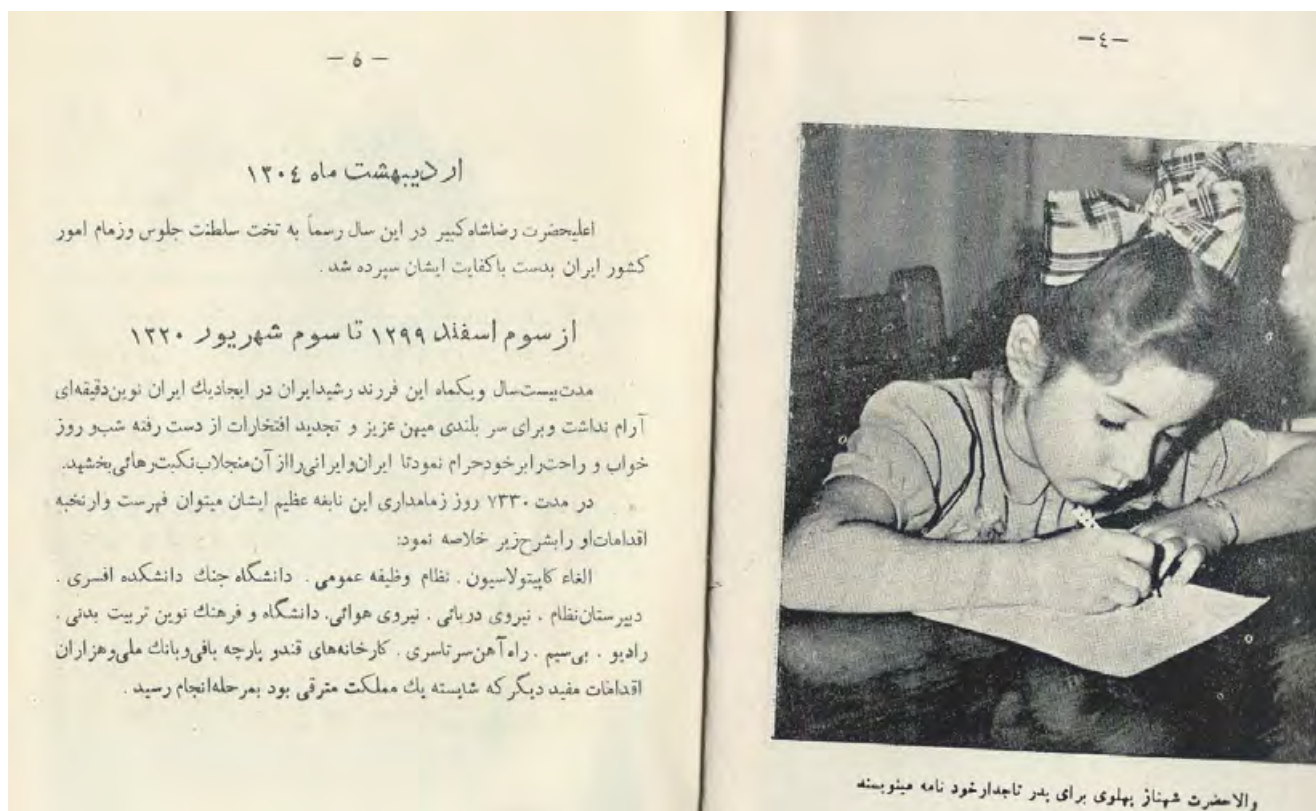 -٤-
والاحضرت شهناز پهلوی برای پدر تاجدارخود نامه مینویسند
- ٥ -
اردیبهشت ماه ۱۳۰٤
اعلیحضرت رضاشاه کبیر در این سال رسماً به تخت سلطنت جلوس وزمام امور
کشور ایران بدست باکفایت ایشان سپرده شد .
از سوم اسفند ۱۲۹۹ تا سوم شهریور ۱۳۲۰
مدت بیست سال و یکماه این فرزند رشیدایران در ایجادیك ایران نوین دقیقه‌ای
آرام نداشت وبرای سر بلندی میهن عزیز و تجدید افتخارات از دست رفته شب و روز
خواب و راحت رابرخودحرام نمودتا ایران وایرانی رااز آن منجلاب نکبت رهائی بخشید.
در مدت ۷۳۳۰ روز زمامداری این نابغه عظیم ایشان میتوان فهرست وارنخبه
اقدامات او رابشرح زیر خلاصه نمود:
الغاء کاپیتولاسیون . نظام وظیفه عمومی . دانشگاه جنك دانشکده افسری .
دبیرستان نظام . نیروی دریائی . نیروی هوائی. دانشگاه و فرهنك نوین تربیت بدنی .
رادیو . بی‌سیم . راه آهن سرتاسری . کارخانه‌های قندو پارچه بافی وبانك ملی وهزاران
اقدامات مفید دیگر که شایسته یك مملکت مترقی بود بمرحله انجام رسید .